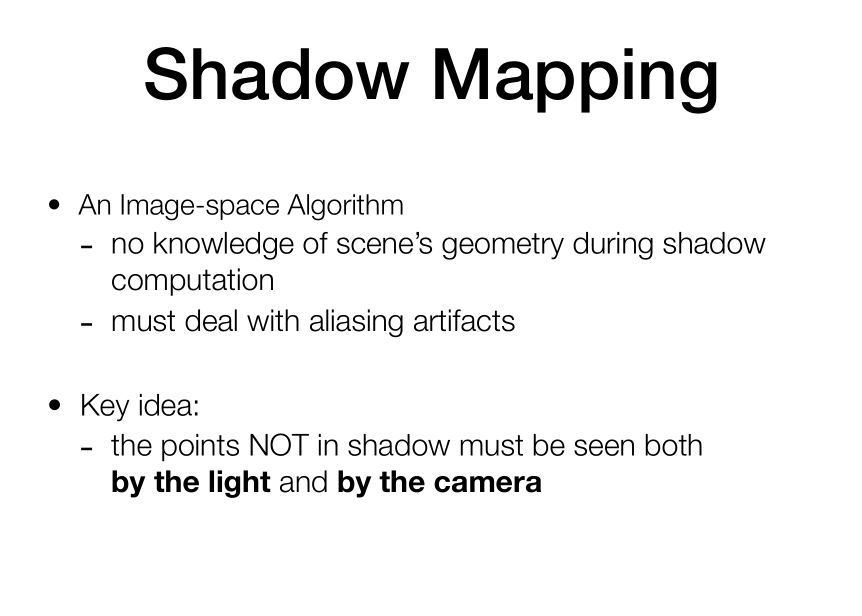 Shadow Mapping
• An Image-space Algorithm
- no knowledge of scene’s geometry during shadow
computation
- must deal with aliasing artifacts
• Key idea:
- the points NOT in shadow must be seen both
by the light and by the camera